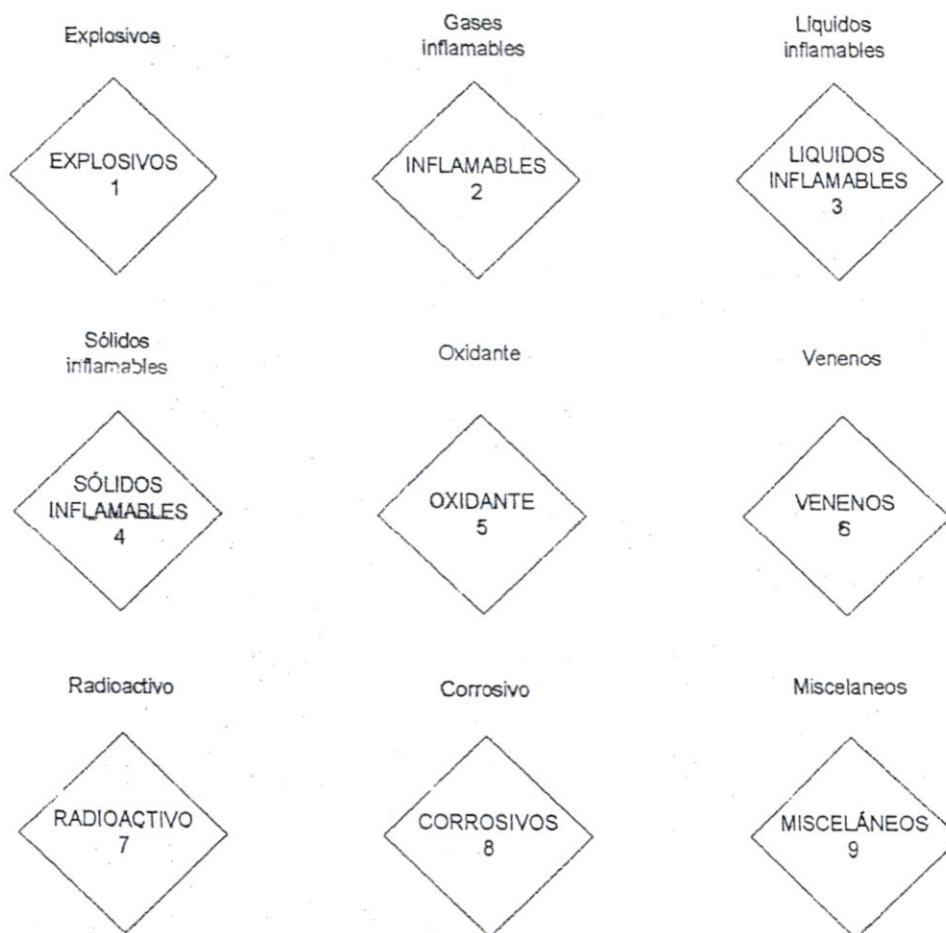 Explosivos
Gases
inflamables
Líquidos
inflamables
EXPLOSIVOS
1
INFLAMABLES
2
LIQUIDOS
INFLAMABLES
3
Sólidos
inflamables
Oxidante
Venenos
SÓLIDOS
INFLAMABLES
4
OXIDANTE
5
VENENOS
6
Radioactivo
Corrosivo
Miscelaneos
RADIOACTIVO
7
CORROSIVOS
8
MISCELÁNEOS
9